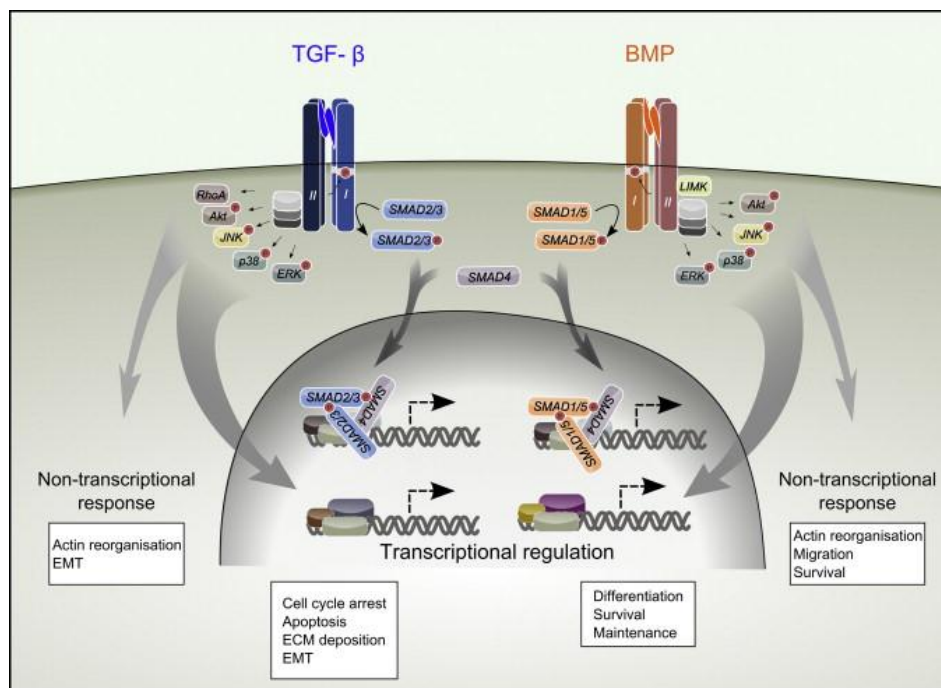 TGF- β
BMP
II
I
P
I
II
P
RhoA
Akt
P
JNK
P
p38
P
ERK
P
SMAD2/3
SMAD2/3
P
SMAD1/5
SMAD1/5
P
LIMK
Akt
P
JNK
P
p38
P
ERK
P
SMAD4
SMAD2/3
P
SMAD4
P
SMAD2/3
SMAD1/5
P
SMAD4
P
SMAD1/5
Non-transcriptional
response
Actin reorganisation
EMT
Transcriptional regulation
Cell cycle arrest
Apoptosis
ECM deposition
EMT
Differentiation
Survival
Maintenance
Non-transcriptional
response
Actin reorganisation
Migration
Survival